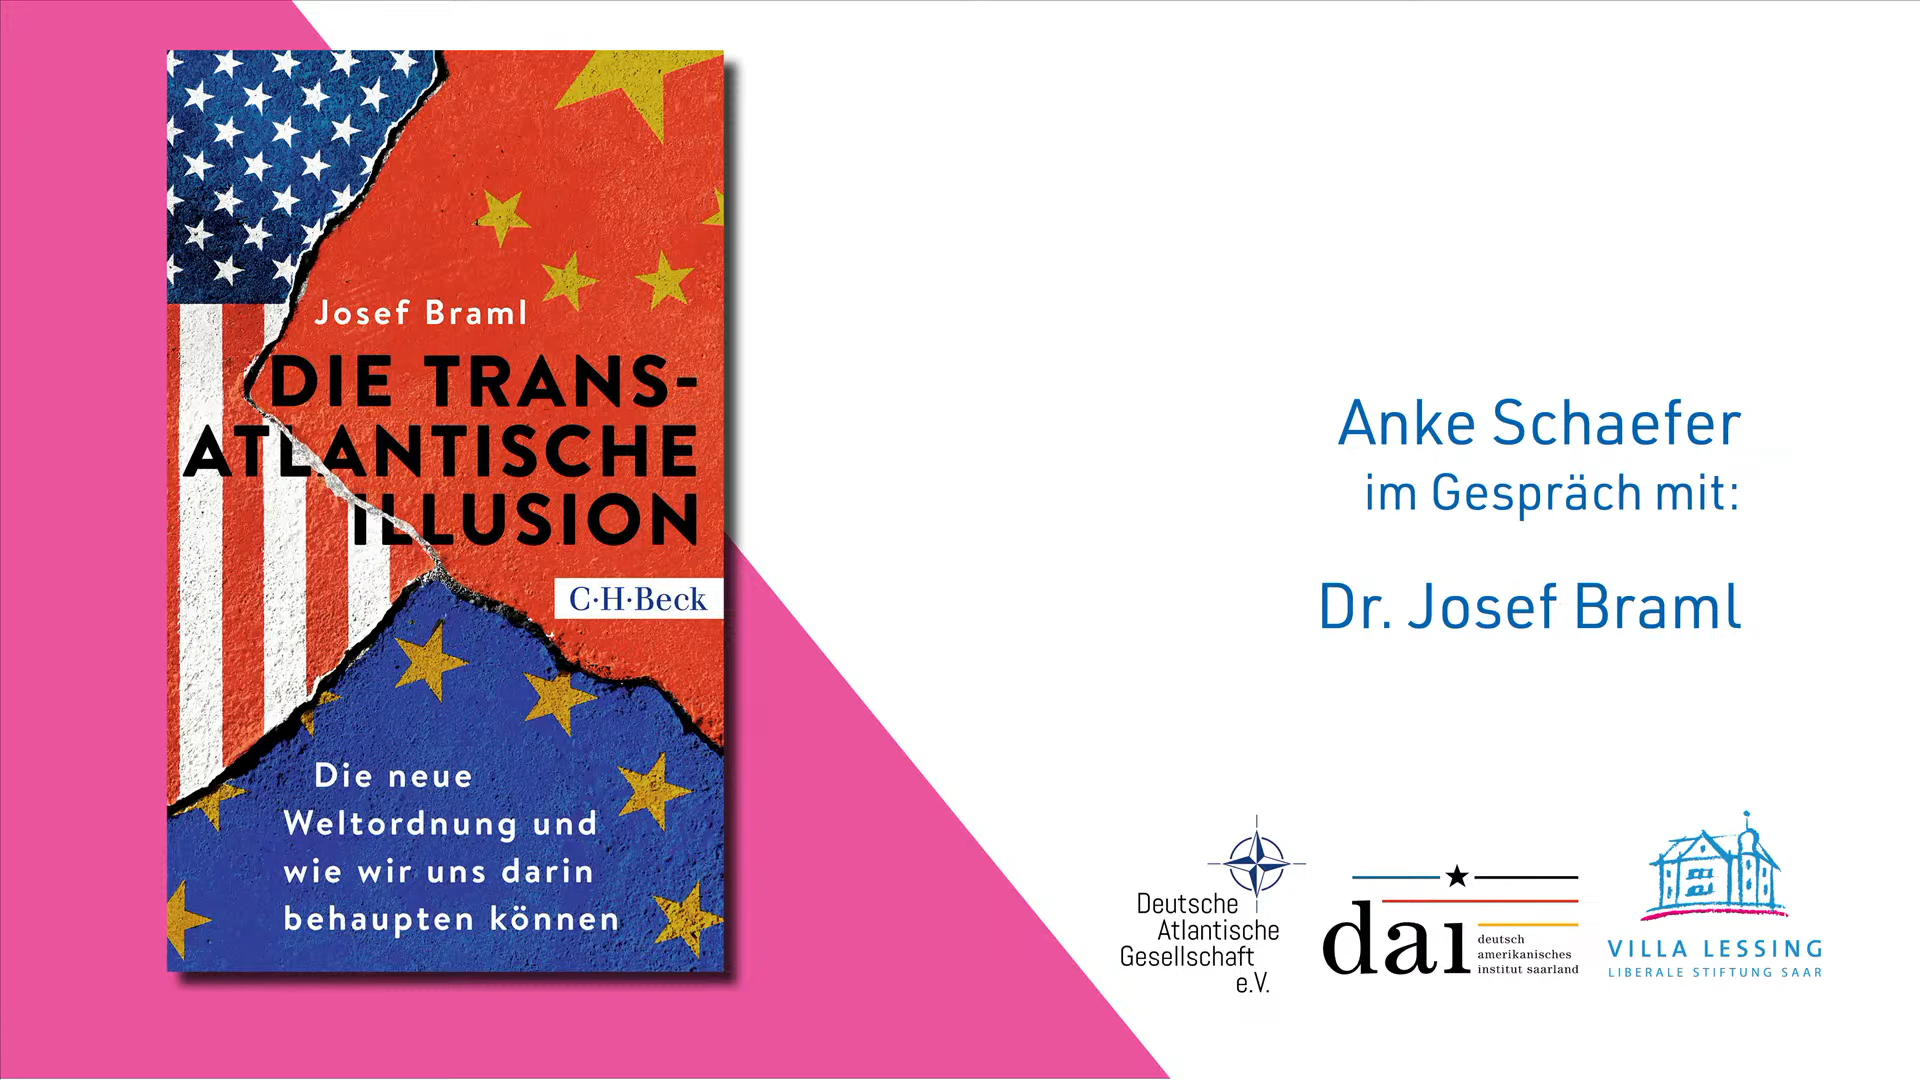 Josef Braml
DIE TRANS-
ATLANTISCHE
ILLUSION
C·H·Beck
Die neue
Weltordnung und
wie wir uns darin
behaupten können
Anke Schaefer
im Gespräch mit:
Dr. Josef Braml
Deutsche
Atlantische
Gesellschaft
e.V.
dai
deutsch
amerikanisches
institut saarland
VILLA LESSING
LIBERALE STIFTUNG SAAR